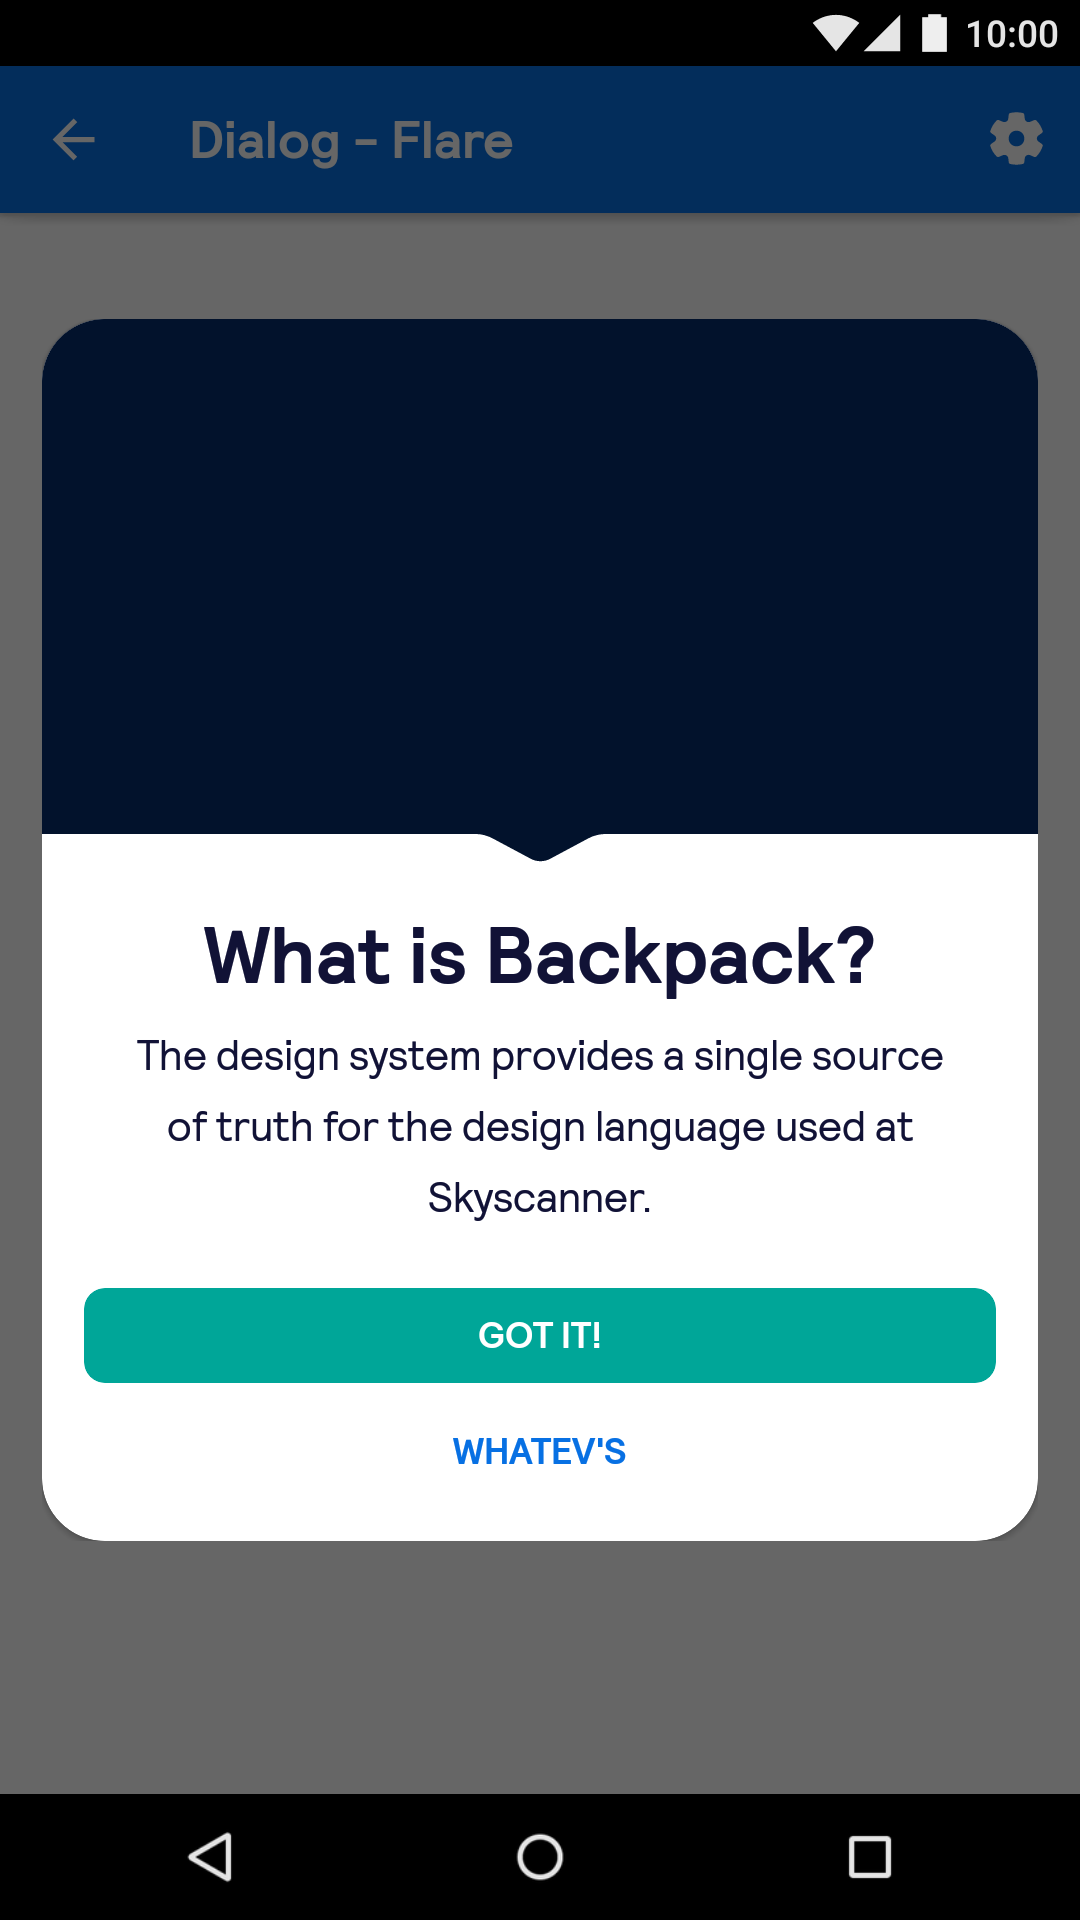 10:00
Dialog - Flare
What is Backpack?
The design system provides a single source
of truth for the design language used at
Skyscanner.
GOT IT!
WHATEV'S